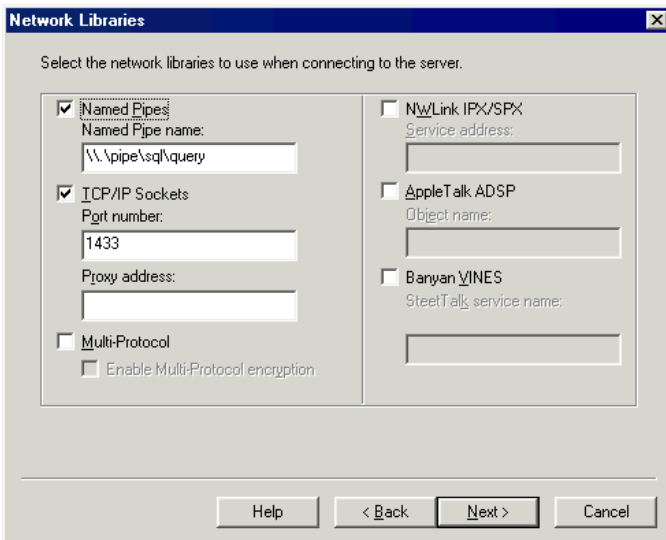 Network Libraries
Select the network libraries to use when connecting to the server.
Named Pipes
Named Pipe name:
\\.\pipe\sql\query
TCP/IP Sockets
Port number:
1433
Proxy address:
Multi-Protocol
Enable Multi-Protocol encryption
NWLink IPX/SPX
Service address:
AppleTalk ADSP
Object name:
Banyan VINES
SteetTalk service name:
Help
< Back
Next >
Cancel